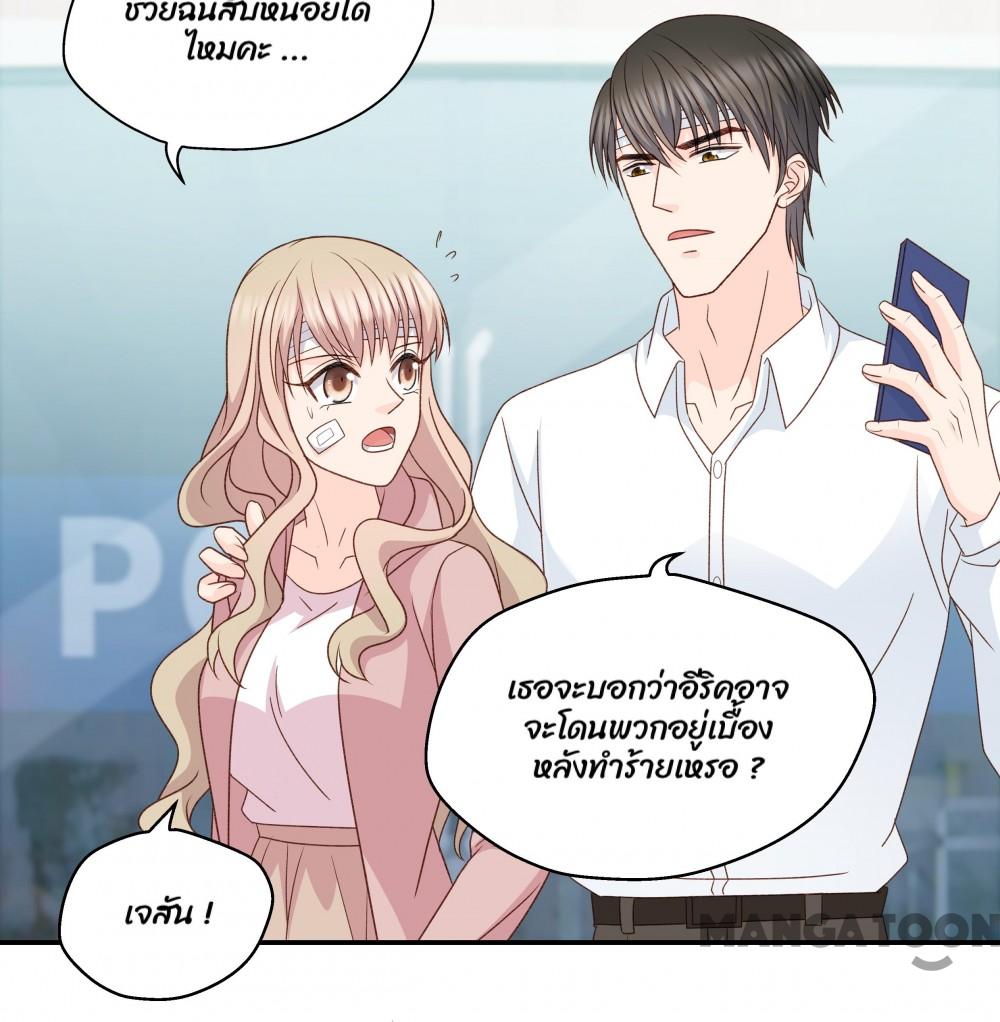 ช่วยฉันสืบหน่อยได้
ไหมคะ ...
PO
เธอจะบอกว่าอีริคอาจ
จะโดนพวกอยู่เบื้อง
หลังทำร้ายเหรอ ?
เจสัน !
MANGATOON